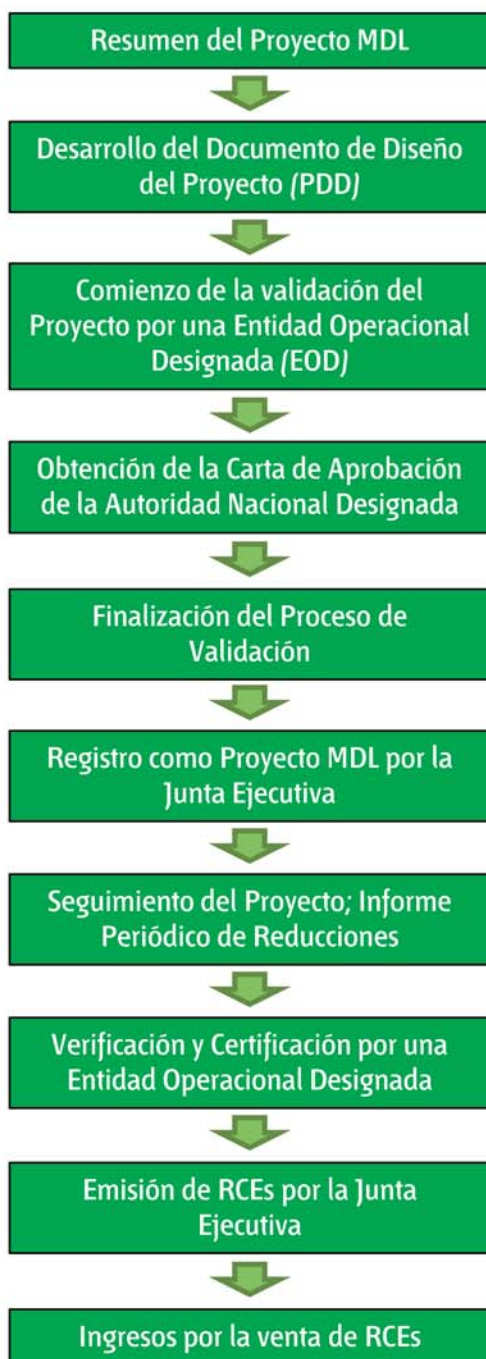 Resumen del Proyecto MDL
Desarrollo del Documento de Diseño
del Proyecto (PDD)
Comienzo de la validación del
Proyecto por una Entidad Operacional
Designada (EOD)
Obtención de la Carta de Aprobación
de la Autoridad Nacional Designada
Finalización del Proceso de
Validación
Registro como Proyecto MDL por la
Junta Ejecutiva
Seguimiento del Proyecto; Informe
Periódico de Reducciones
Verificación y Certificación por una
Entidad Operacional Designada
Emisión de RCEs por la Junta
Ejecutiva
Ingresos por la venta de RCEs